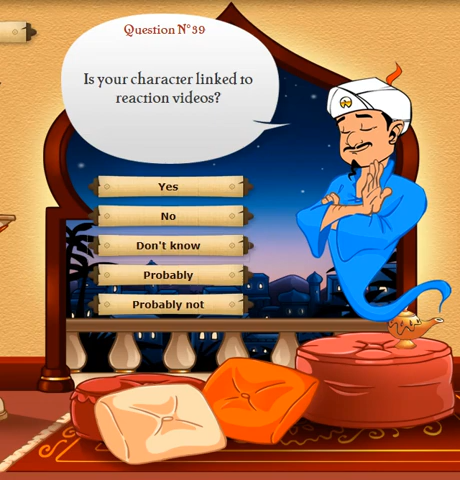 Question N°39
Is your character linked to
reaction videos?
Yes
No
Don't know
Probably
Probably not